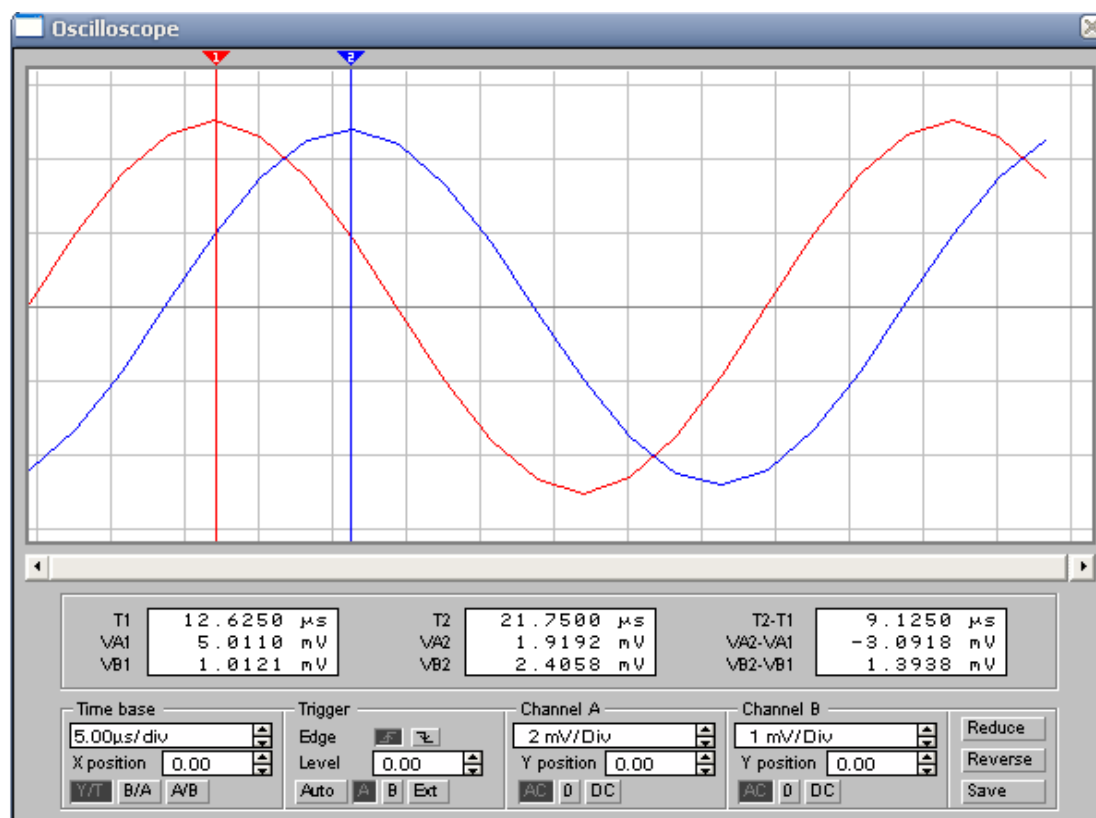 Oscilloscope
1 2
T1 12.6250 µs T2 21.7500 µs T2-T1 9.1250 µs
VA1 5.0110 mV VA2 1.9192 mV VA2-VA1 -3.0918 mV
VB1 1.0121 mV VB2 2.4058 mV VB2-VB1 1.3938 mV
Time base Trigger Channel A Channel B
5.00µs/div Edge 2 mV/Div 1 mV/Div Reduce
X position 0.00 Level 0.00 Y position 0.00 Y position 0.00 Reverse
Y/T B/A A/B Auto A B Ext AC 0 DC AC 0 DC Save